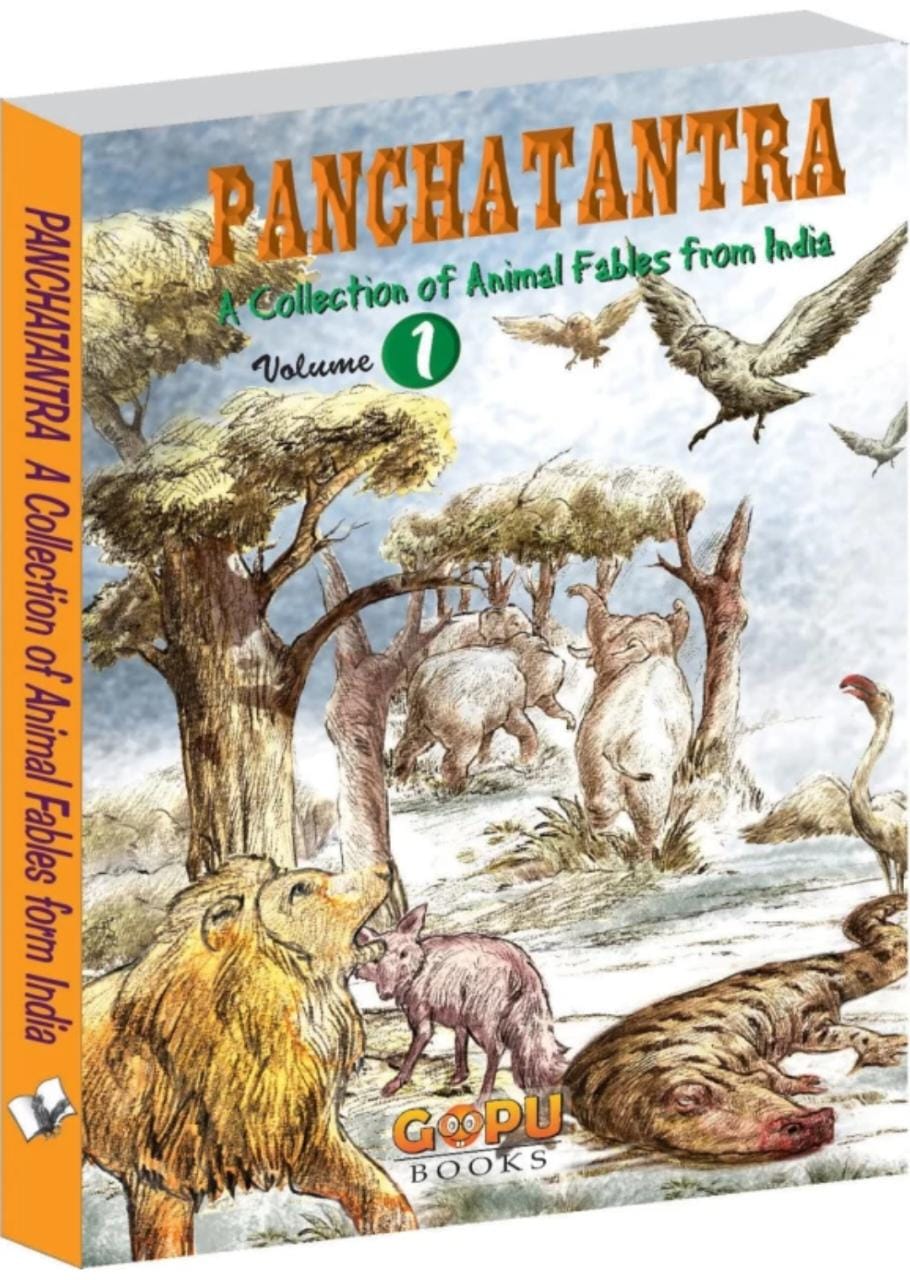 PANCHATANTRA
A Collection of Animal Fables from India
Volume 1
GOPU
BOOKS
PANCHATANTRA A Collection of Animal Fables form India